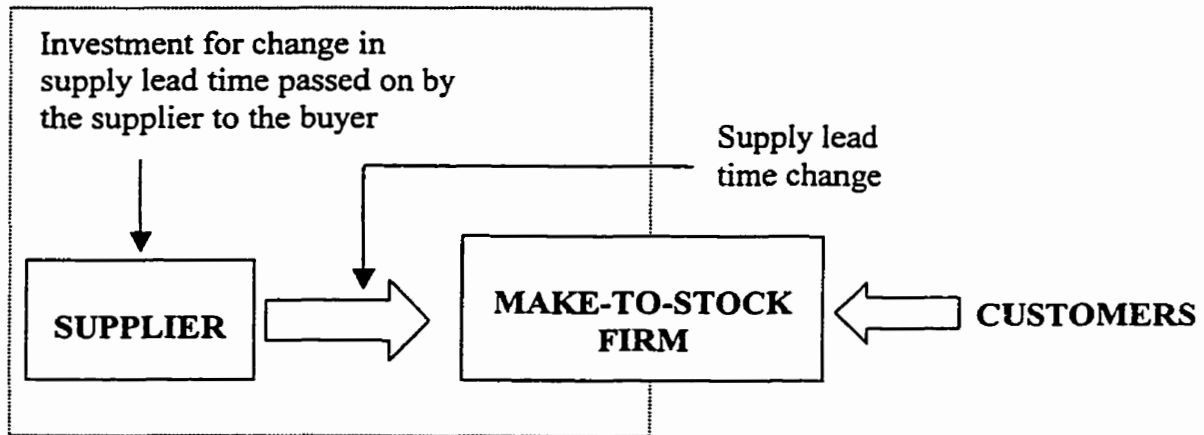 Investment for change in
supply lead time passed on by
the supplier to the buyer
Supply lead
time change
SUPPLIER
MAKE-TO-STOCK
FIRM
CUSTOMERS